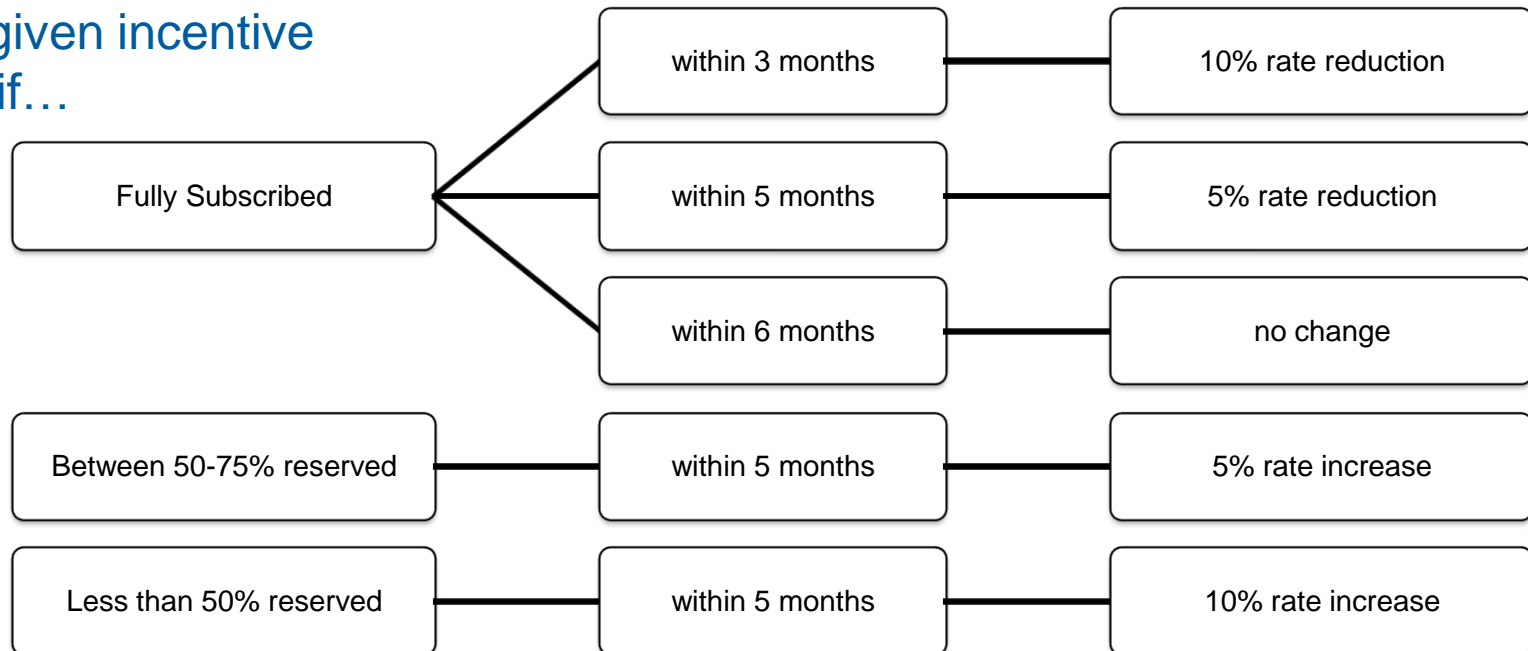 given incentive
if…
within 3 months
10% rate reduction
Fully Subscribed
within 5 months
5% rate reduction
within 6 months
no change
Between 50-75% reserved
within 5 months
5% rate increase
Less than 50% reserved
within 5 months
10% rate increase